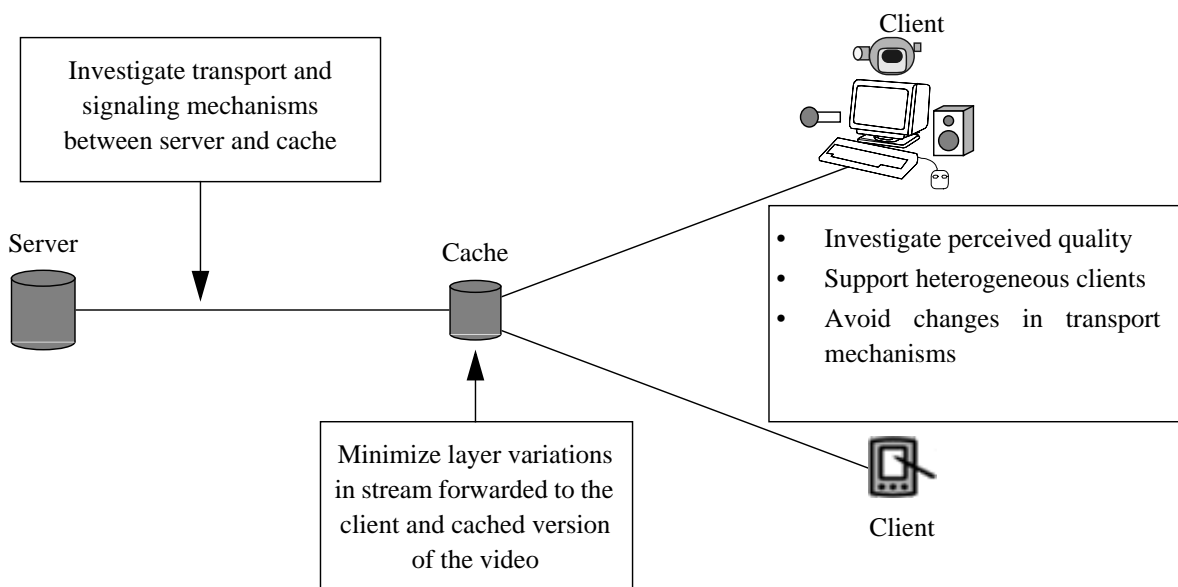 Client
Investigate transport and
signaling mechanisms
between server and cache
Server
Cache
• Investigate perceived quality
• Support heterogeneous clients
• Avoid changes in transport
mechanisms
Minimize layer variations
in stream forwarded to the
client and cached version
of the video
Client